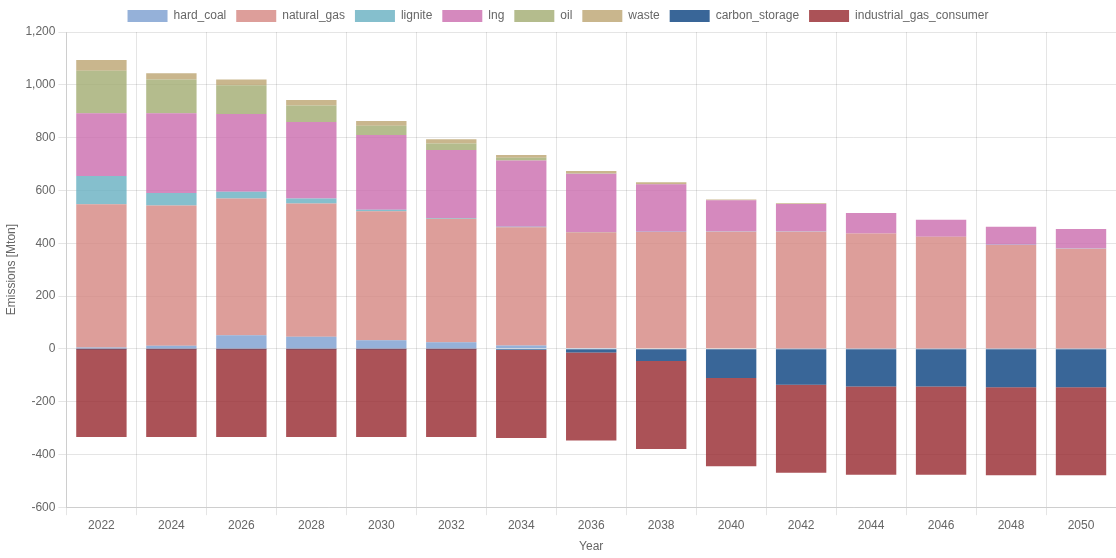 hard_coal natural_gas lignite lng oil waste carbon_storage industrial_gas_consumer
1,200
1,000
800
600
400
200
0
-200
-400
-600
Emissions [Mton]
2022 2024 2026 2028 2030 2032 2034 2036 2038 2040 2042 2044 2046 2048 2050
Year